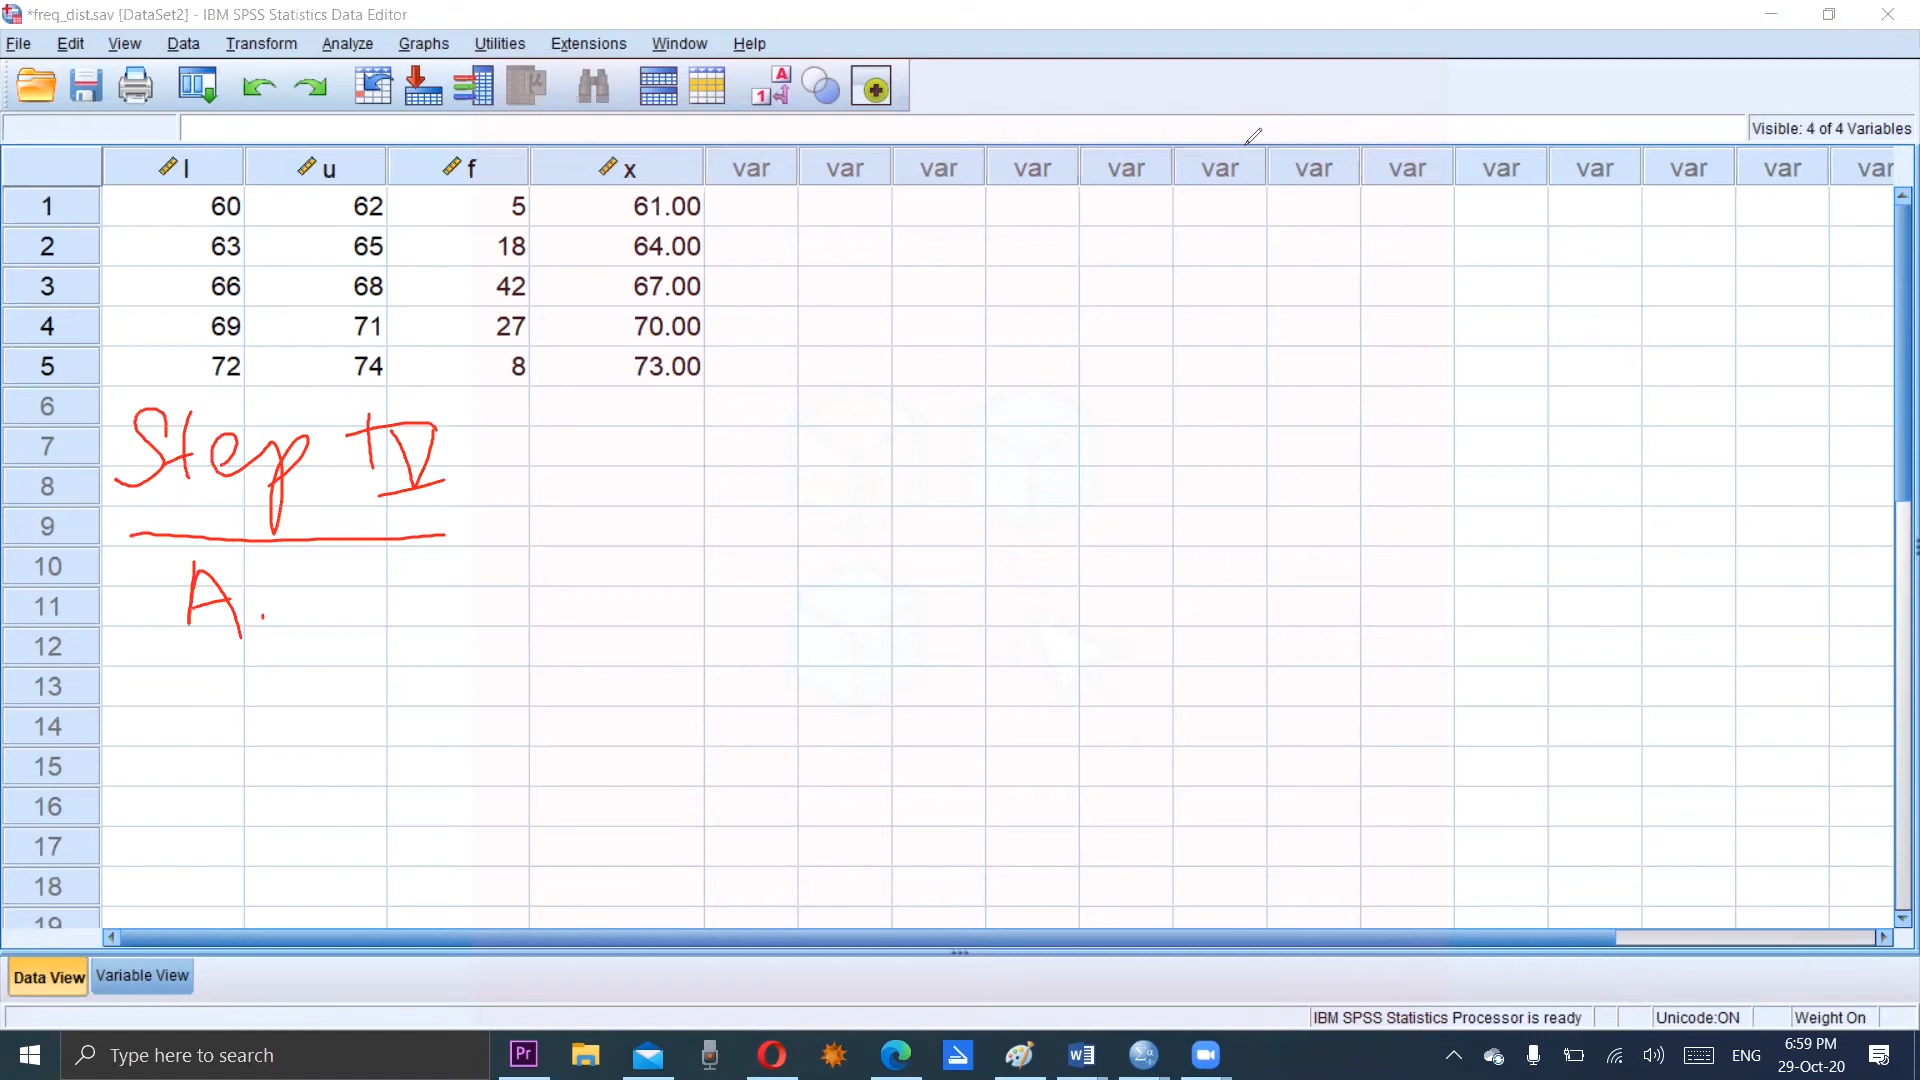 *freq_dist.sav [DataSet2] - IBM SPSS Statistics Data Editor
File Edit View Data Transform Analyze Graphs Utilities Extensions Window Help
Visible: 4 of 4 Variables
l u f x var var var var var var var var var var var var var
1 60 62 5 61.00
2 63 65 18 64.00
3 66 68 42 67.00
4 69 71 27 70.00
5 72 74 8 73.00
6
7
8
9
10
11
12
13
14
15
16
17
18
19
Step IV
A.
Data View Variable View
IBM SPSS Statistics Processor is ready Unicode:ON Weight On
Type here to search
ENG
6:59 PM
29-Oct-20